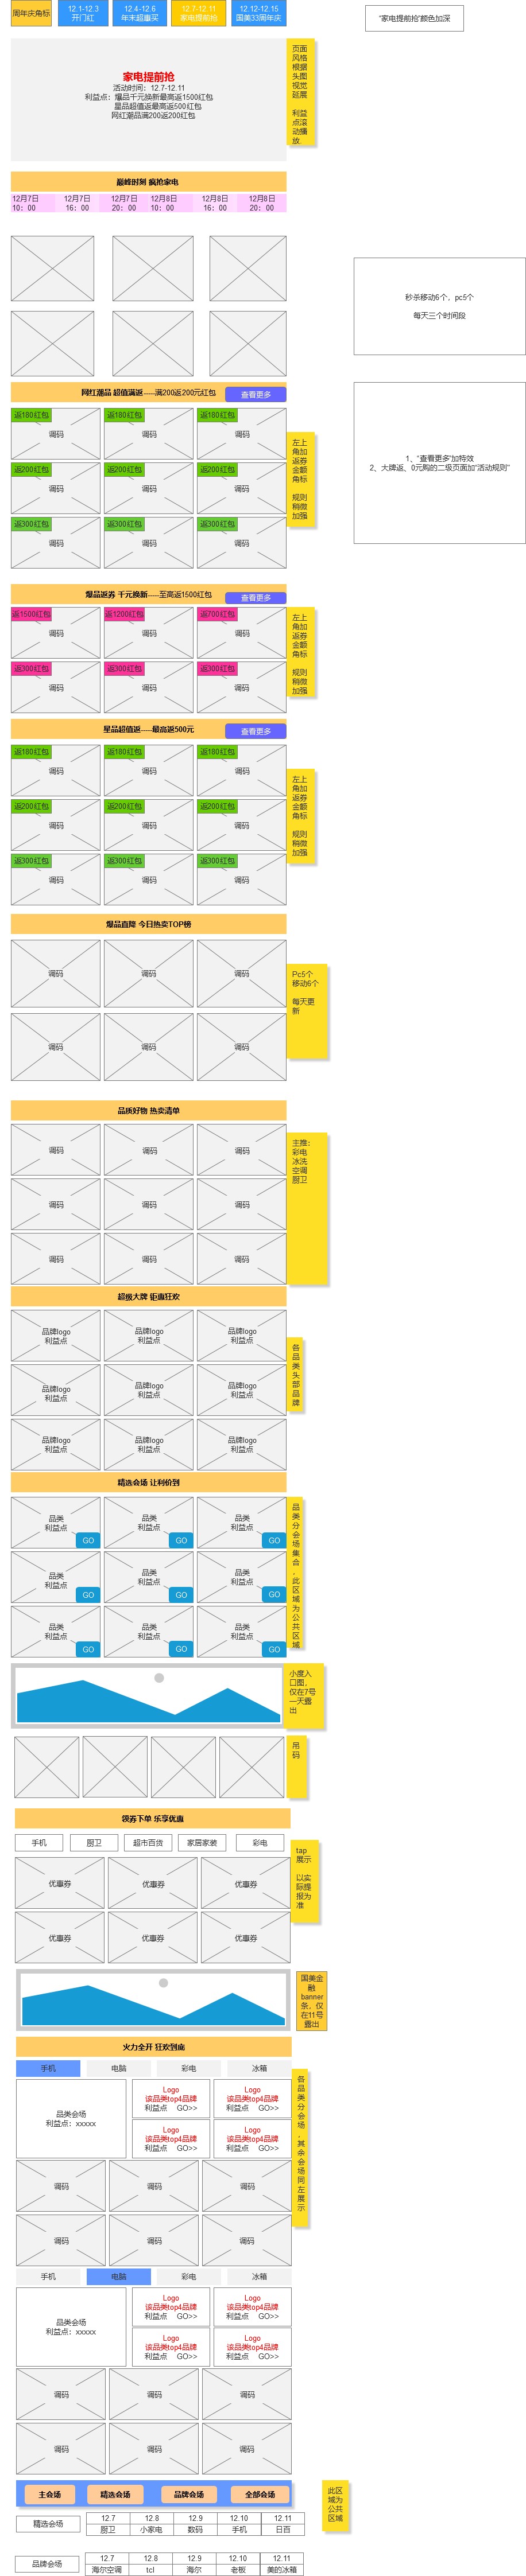 周年庆角标
12.1-12.3
开门红
12.4-12.6
年末超重买
12.7-12.11
家电提前抢
12.12-12.15
国美33周年庆
“家电提前抢”颜色加深
家电提前抢
活动时间：12.7-12.11
利益点：爆品千元换新最高返1500红包
星品超值返最高返500红包
网红潮品满200返200红包
页面
风格
根据
头图
视觉
延展
利益
点滚
动播
放.
巅峰时刻 疯抢家电
12月7日
10：00
12月7日
16：00
12月7日
20：00
12月8日
10：00
12月8日
16：00
12月8日
20：00
秒杀移动6个，pc5个
每天三个时间段
网红潮品 超值满返——满200返200元红包
查看更多
返180红包
返180红包
返180红包
调码
调码
调码
返200红包
返200红包
返200红包
调码
调码
调码
返300红包
返300红包
返300红包
调码
调码
调码
左上
角加
返券
金额
角标
规则
稍微
加强
1、“查看更多”加特效
2、大牌返、0元购的二级页面加“活动规则”
爆品返券 千元换新——至高返1500红包
查看更多
返1500红包
返1200红包
返700红包
调码
调码
调码
返300红包
返300红包
返300红包
调码
调码
调码
左上
角加
返券
金额
角标
规则
稍微
加强
星品超值返——最高返500元
查看更多
返180红包
返180红包
返180红包
调码
调码
调码
返200红包
返200红包
返200红包
调码
调码
调码
返300红包
返300红包
返300红包
调码
调码
调码
左上
角加
返券
金额
角标
规则
稍微
加强
爆品直降 今日热卖TOP榜
调码
调码
调码
调码
调码
调码
Pc5个
移动6个
每天更
新
品质好物 热卖清单
调码
调码
调码
调码
调码
调码
调码
调码
调码
主推：
彩电
冰洗
空调
厨卫
超极大牌 钜惠狂欢
品牌logo
利益点
品牌logo
利益点
品牌logo
利益点
品牌logo
利益点
品牌logo
利益点
品牌logo
利益点
品牌logo
利益点
品牌logo
利益点
品牌logo
利益点
各
品
类
头
部
品
牌
精选会场 让利价到
品类
利益点
GO
品类
利益点
GO
品类
利益点
GO
品类
利益点
GO
品类
利益点
GO
品类
利益点
GO
品类
利益点
GO
品类
利益点
GO
品类
利益点
GO
品
类
分
会
场
集
合
，
此
区
域
为
公
共
区
域
小度入
口图，
仅在7号
一天露
出
吊
码
领券下单 乐享优惠
手机
厨卫
超市百货
家居家装
彩电
优惠券
优惠券
优惠券
优惠券
优惠券
优惠券
tap
展示
以实
际提
报为
准
国美金
融
banner
条，仅
在11号
露出
火力全开 狂欢到底
手机
电脑
彩电
冰箱
品类会场
利益点：xxxxx
Logo
该品类top4品牌
利益点 GO>>
Logo
该品类top4品牌
利益点 GO>>
Logo
该品类top4品牌
利益点 GO>>
Logo
该品类top4品牌
利益点 GO>>
调码
调码
调码
调码
调码
调码
各
品
类
分
会
场
，
其
余
会
场
同
左
展
示
手机
电脑
彩电
冰箱
品类会场
利益点：xxxxx
Logo
该品类top4品牌
利益点 GO>>
Logo
该品类top4品牌
利益点 GO>>
Logo
该品类top4品牌
利益点 GO>>
Logo
该品类top4品牌
利益点 GO>>
调码
调码
调码
调码
调码
调码
主会场
精选会场
品牌会场
全部会场
此区
域为
公共
区域
精选会场
12.7
12.8
12.9
12.10
12.11
厨卫
小家电
数码
手机
日百
品牌会场
12.7
12.8
12.9
12.10
12.11
海尔空调
tcl
海尔
老板
美的冰箱